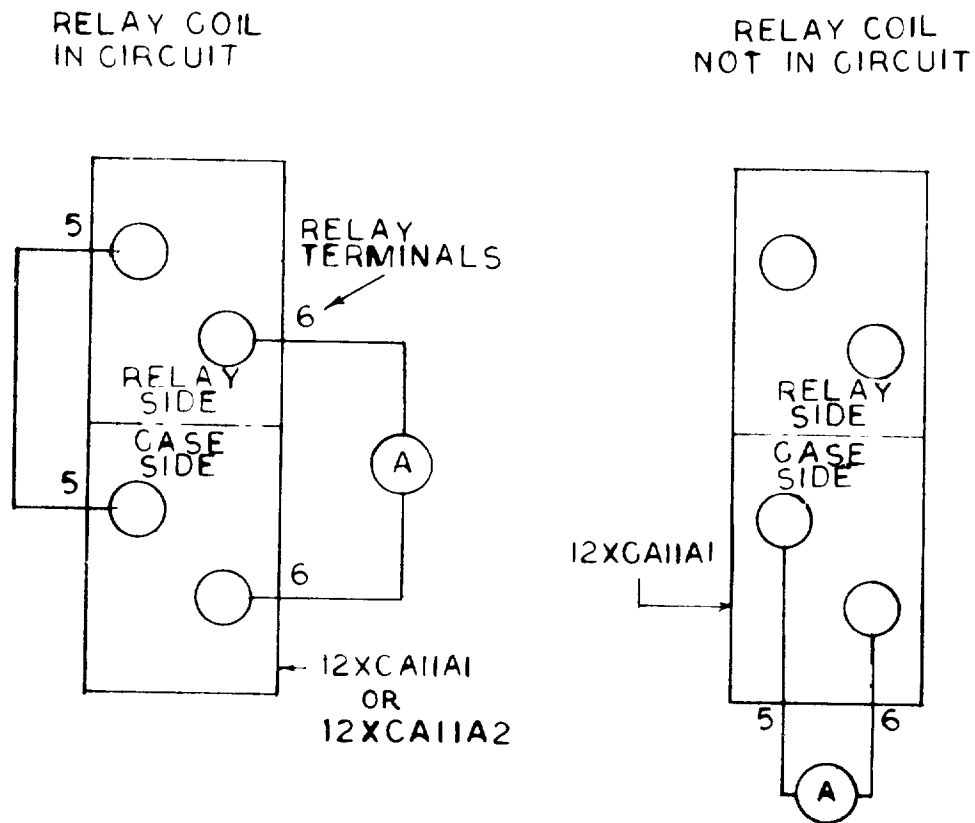 RELAY COIL
IN CIRCUIT
5
RELAY
TERMINALS
6
RELAY
SIDE
CASE
SIDE
A
5
6
12XCA11A1
OR
12XCA11A2
RELAY COIL
NOT IN CIRCUIT
RELAY
SIDE
CASE
SIDE
12XCA11A1
5
6
A